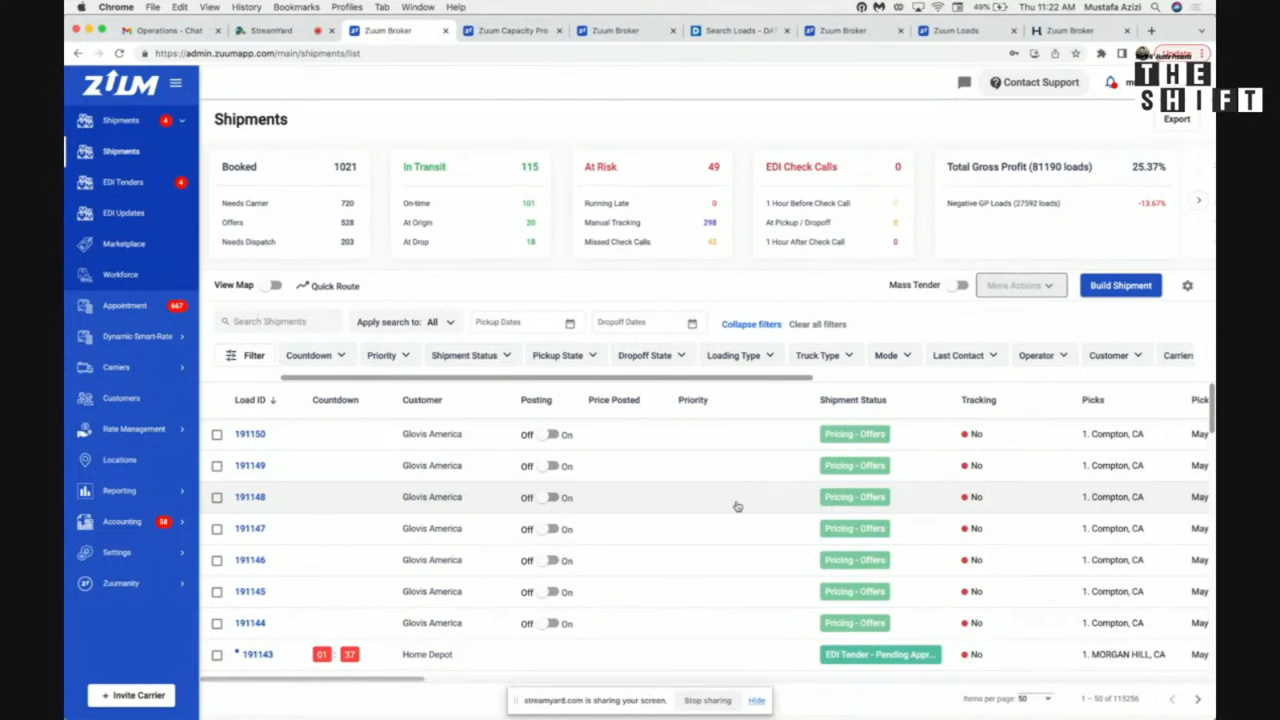 Chrome File Edit View History Bookmarks Profiles Tab Window Help 49% Thu 11:22 AM Mustafa Azizi
Operations - Chat StreamYard Zuum Broker Zuum Capacity Pro Zuum Broker Search Loads - DAT Zuum Broker Zuum Loads Zuum Broker
https://admin.zuumapp.com/main/shipments/list Update
ZUUM Contact Support
THE
SHIFT
Shipments Export
Shipments 4
Shipments
EDI Tenders 4
EDI Updates
Marketplace
Workforce
Appointment 667
Dynamic Smart-Rate
Carriers
Customers
Rate Management
Locations
Reporting
Accounting 58
Settings
Zuumanity
+ Invite Carrier
Booked 1021
Needs Carrier 720
Offers 528
Needs Dispatch 203
In Transit 115
On-time 101
At Origin 20
At Drop 18
At Risk 49
Running Late 0
Manual Tracking 298
Missed Check Calls 43
EDI Check Calls 0
1 Hour Before Check Call
At Pickup / Dropoff
1 Hour After Check Call 0
Total Gross Profit (81190 loads) 25.37%
Negative GP Loads (27592 loads) -13.67%
View Map Quick Route Mass Tender More Actions Build Shipment
Search Shipments Apply search to: All Pickup Dates Dropoff Dates Collapse filters Clear all filters
Filter Countdown Priority Shipment Status Pickup State Dropoff State Loading Type Truck Type Mode Last Contact Operator Customer Carriers
Load ID Countdown Customer Posting Price Posted Priority Shipment Status Tracking Picks Pick
191150 Glovis America Off On Pricing - Offers No 1. Compton, CA May
191149 Glovis America Off On Pricing - Offers No 1. Compton, CA May
191148 Glovis America Off On Pricing - Offers No 1. Compton, CA May
191147 Glovis America Off On Pricing - Offers No 1. Compton, CA May
191146 Glovis America Off On Pricing - Offers No 1. Compton, CA May
191145 Glovis America Off On Pricing - Offers No 1. Compton, CA May
191144 Glovis America Off On Pricing - Offers No 1. Compton, CA May
191143 01 : 37 Home Depot EDI Tender - Pending Appr... No 1. MORGAN HILL, CA May
streamyard.com is sharing your screen. Stop sharing Hide
Items per page: 50 1 - 50 of 115256